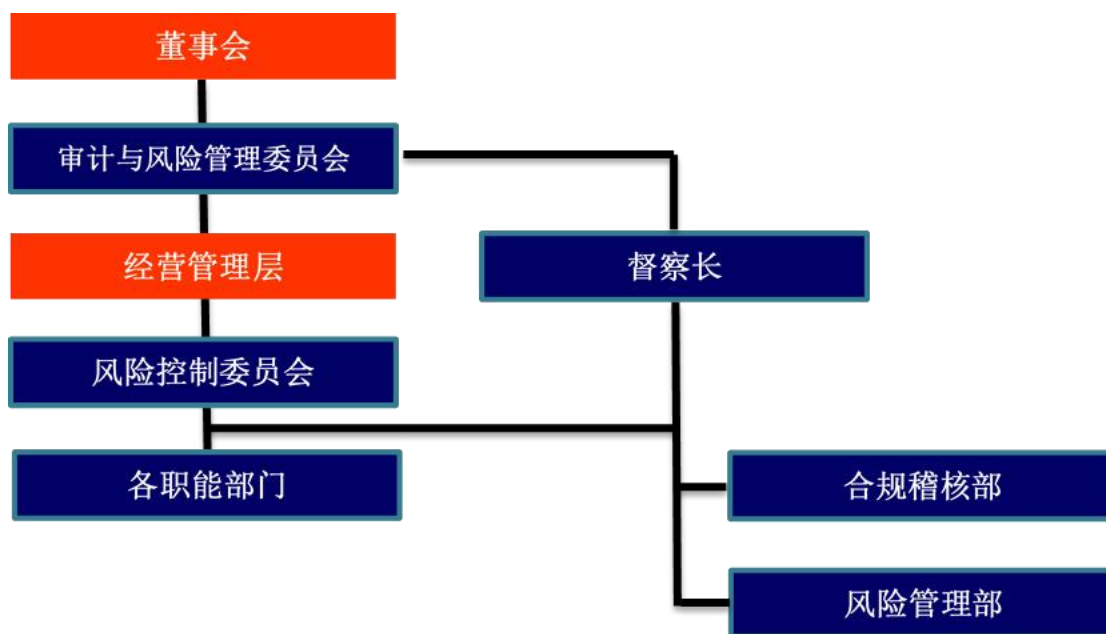 董事会
审计与风险管理委员会
经营管理层
督察长
风险控制委员会
各职能部门
合规稽核部
风险管理部